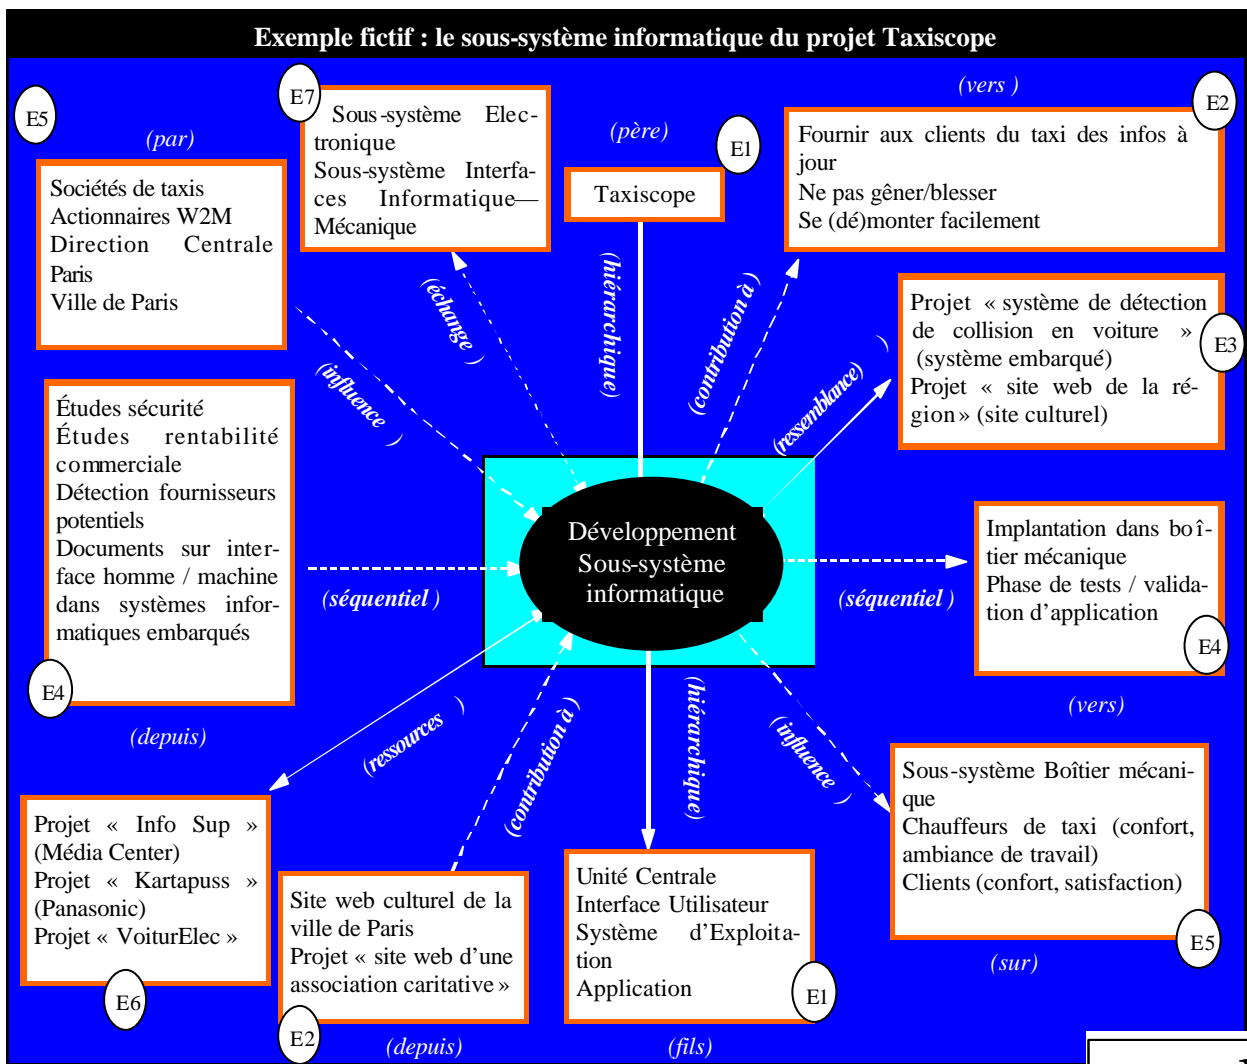 Exemple fictif : le sous-système informatique du projet Taxiscope
E5
(par)
Sociétés de taxis
Actionnaires W2M
Direction Centrale
Paris
Ville de Paris
(influence )
E7
Sous-système Elec-
tronique
Sous-système Interfa-
ces Informatique—
Mécanique
(échange )
(père)
E1
Taxiscope
(hiérarchique)
(vers )
E2
Fournir aux clients du taxi des infos à
jour
Ne pas gêner/blesser
Se (dé)monter facilement
(contribution à )
Projet « système de détection
de collision en voiture »
(système embarqué)
Projet « site web de la ré-
gion» (site culturel)
E3
(ressemblance )
Études sécurité
Études rentabilité
commerciale
Détection fournisseurs
potentiels
Documents sur inter-
face homme / machine
dans systèmes infor-
matiques embarqués
E4
(depuis)
(séquentiel )
Développement
Sous-système
informatique
(séquentiel )
Implantation dans boî-
tier mécanique
Phase de tests / valida-
tion d’application
E4
(vers)
(ressources )
Projet « Info Sup »
(Média Center)
Projet « Kartapuss »
(Panasonic)
Projet « VoiturElec »
E6
(contribution à )
Site web culturel de la
ville de Paris
Projet « site web d’une
association caritative »
E2
(depuis)
(hiérarchique)
Unité Centrale
Interface Utilisateur
Système d’Exploita-
tion
Application
E1
(fils)
(influence )
Sous-système Boîtier mécani-
que
Chauffeurs de taxi (confort,
ambiance de travail)
Clients (confort, satisfaction)
E5
(sur)